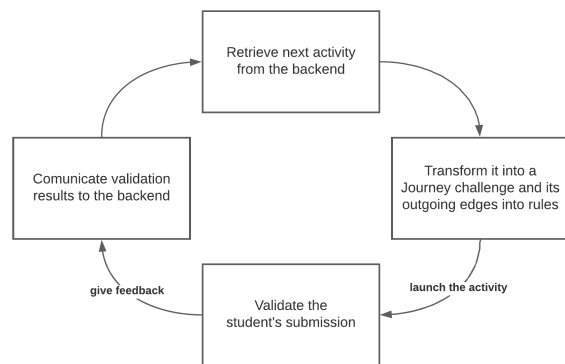 Retrieve next activity
from the backend
Transform it into a
Journey challenge and its
outgoing edges into rules
launch the activity
Validate the
student's submission
give feedback
Comunicate validation
results to the backend